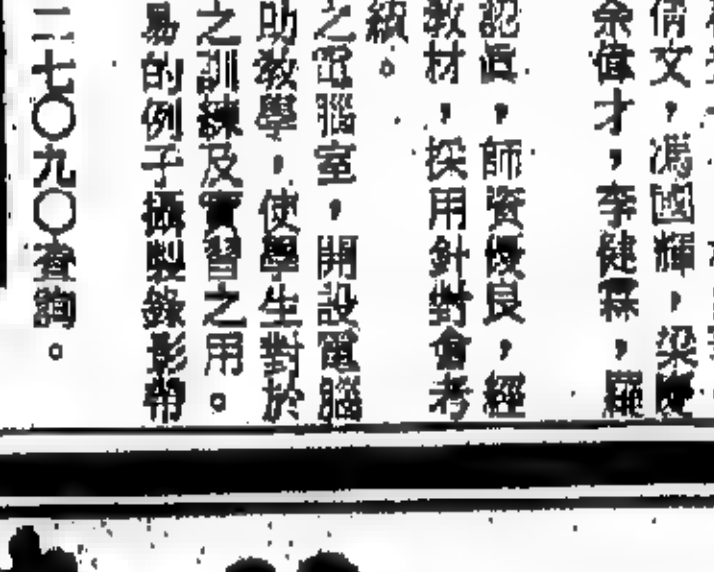 倩文，馮國輝，梁
余偉才，李健霖，羅
認真，師資優良，經
教材，採用針對會考
績。
之電腦室，開設電腦
助教學，使學生對於
之訓練及實習之用。
易的例子攝製錄影帶
二七〇九〇查詢。